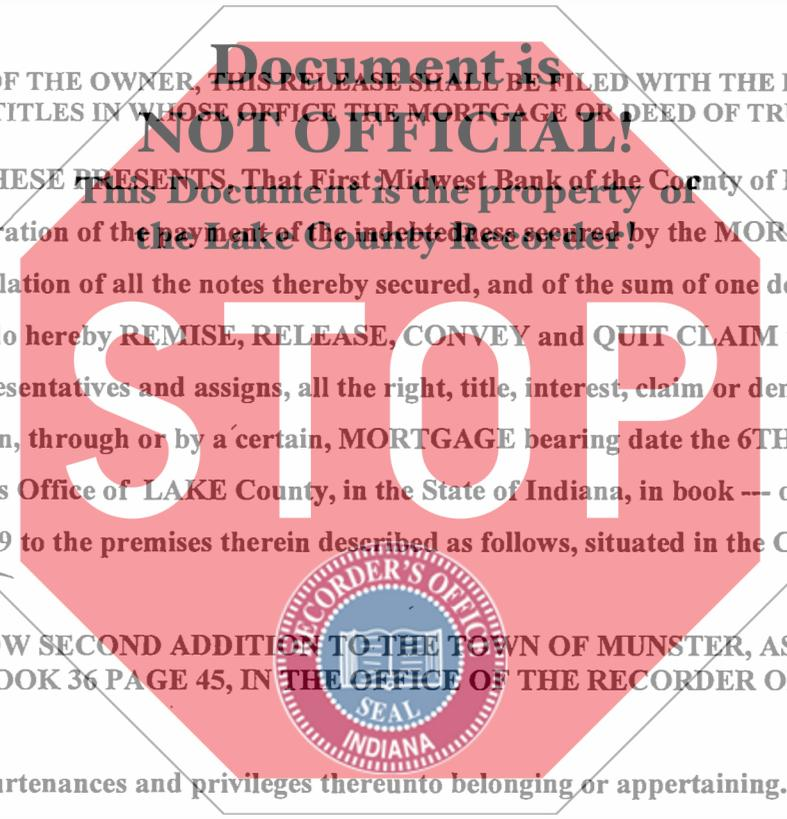 Document is
OF THE OWNER, THIS RELEASE SHALL BE FILED WITH THE
TITLES IN WHOSE OFFICE THE MORTGAGE OR DEED OF TRU
NOT OFFICIAL!
HESE PRESENTS, That First Midwest Bank of the County of
This Document is the property of
ration of the payment of the indebtedness secured by the MOR
the Lake County Recorder!
lation of all the notes thereby secured, and of the sum of one do
do hereby REMISE, RELEASE, CONVEY and QUIT CLAIM
esentatives and assigns, all the right, title, interest, claim or den
n, through or by a certain, MORTGAGE bearing date the 6TH
s Office of LAKE County, in the State of Indiana, in book ---
9 to the premises therein described as follows, situated in the C
STOP
RECORDER'S OFFICE
OW SECOND ADDITION TO THE TOWN OF MUNSTER, AS
OOK 36 PAGE 45, IN THE OFFICE OF THE RECORDER O
SEAL
INDIANA
urtenances and privileges thereunto belonging or appertaining.